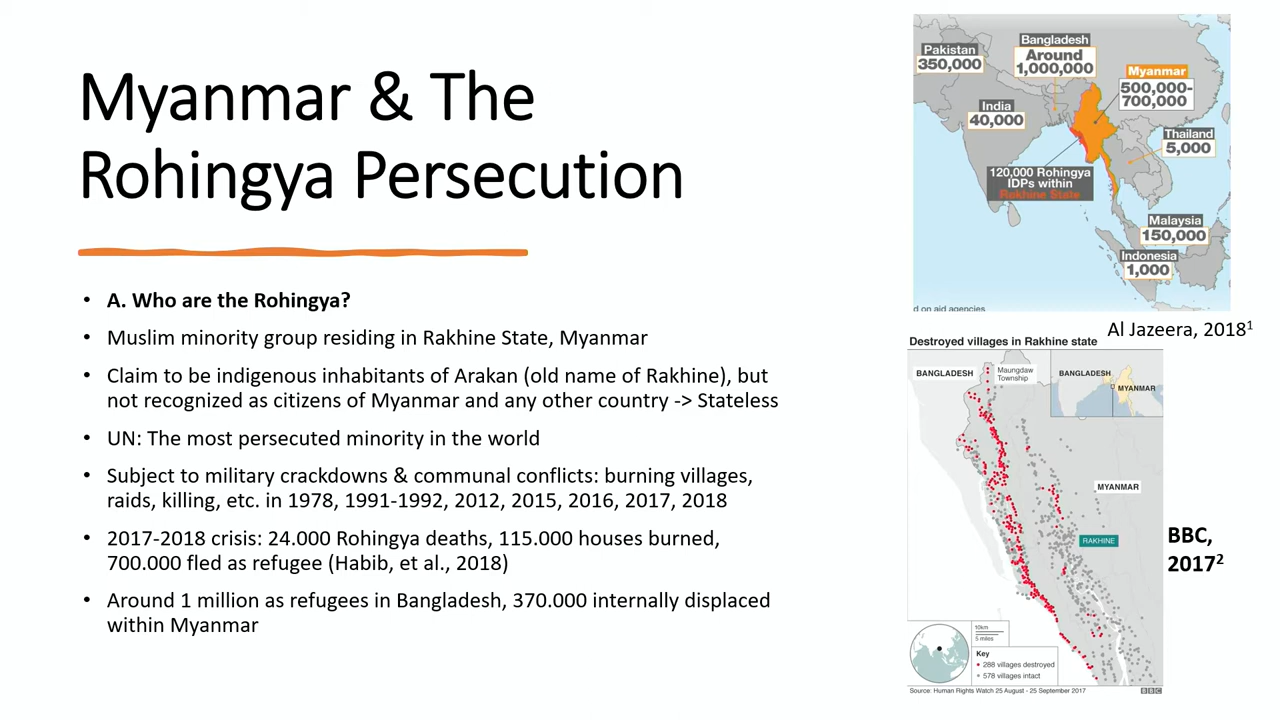 Myanmar & The
Rohingya Persecution
• A. Who are the Rohingya?
• Muslim minority group residing in Rakhine State, Myanmar
• Claim to be indigenous inhabitants of Arakan (old name of Rakhine), but
not recognized as citizens of Myanmar and any other country -> Stateless
• UN: The most persecuted minority in the world
• Subject to military crackdowns & communal conflicts: burning villages,
raids, killing, etc. in 1978, 1991-1992, 2012, 2015, 2016, 2017, 2018
• 2017-2018 crisis: 24.000 Rohingya deaths, 115.000 houses burned,
700.000 fled as refugee (Habib, et al., 2018)
• Around 1 million as refugees in Bangladesh, 370.000 internally displaced
within Myanmar
Pakistan
350,000
Bangladesh
Around
1,000,000
Myanmar
500,000-
700,000
India
40,000
Thailand
5,000
120,000 Rohingya
IDPs within
Rakhine State
Malaysia
150,000
Indonesia
1,000
d on aid agencies
Al Jazeera, 2018¹
Destroyed villages in Rakhine state
BANGLADESH
Maungdaw
Township
BANGLADESH
MYANMAR
MYANMAR
RAKHINE
BBC,
2017²
10km
5 miles
Key
288 villages destroyed
578 villages intact
Source: Human Rights Watch 25 August - 25 September 2017
BBC